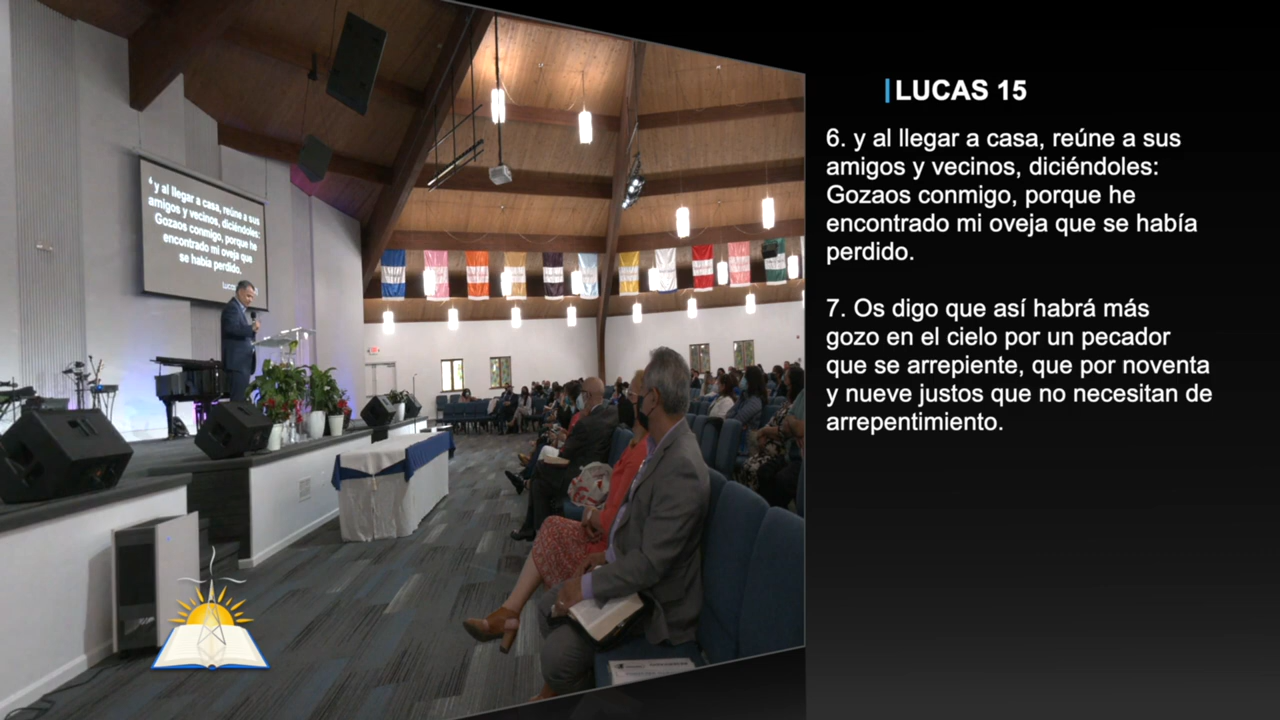 6 y al llegar a casa, reúne a sus
amigos y vecinos, diciéndoles:
Gozaos conmigo, porque he
encontrado mi oveja que se
se había perdido.
LUCAS 15
6. y al llegar a casa, reúne a sus
amigos y vecinos, diciéndoles:
Gozaos conmigo, porque he
encontrado mi oveja que se había
perdido.
7. Os digo que así habrá más
gozo en el cielo por un pecador
que se arrepiente, que por noventa
y nueve justos que no necesitan de
arrepentimiento.